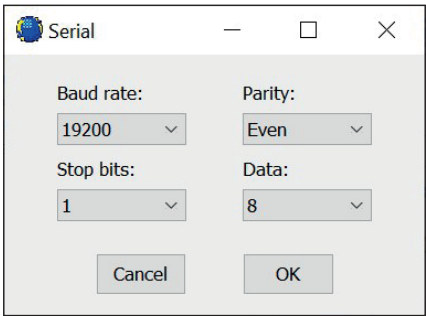 Serial
Baud rate: Parity:
19200 Even
Stop bits: Data:
1 8
Cancel OK